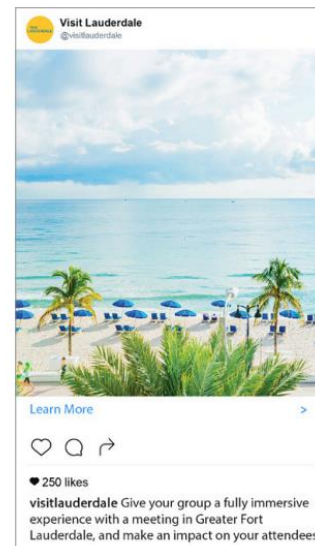 Visit Lauderdale
@visitlauderdale
Learn More >
250 likes
visitlauderdale Give your group a fully immersive
experience with a meeting in Greater Fort
Lauderdale, and make an impact on your attendees